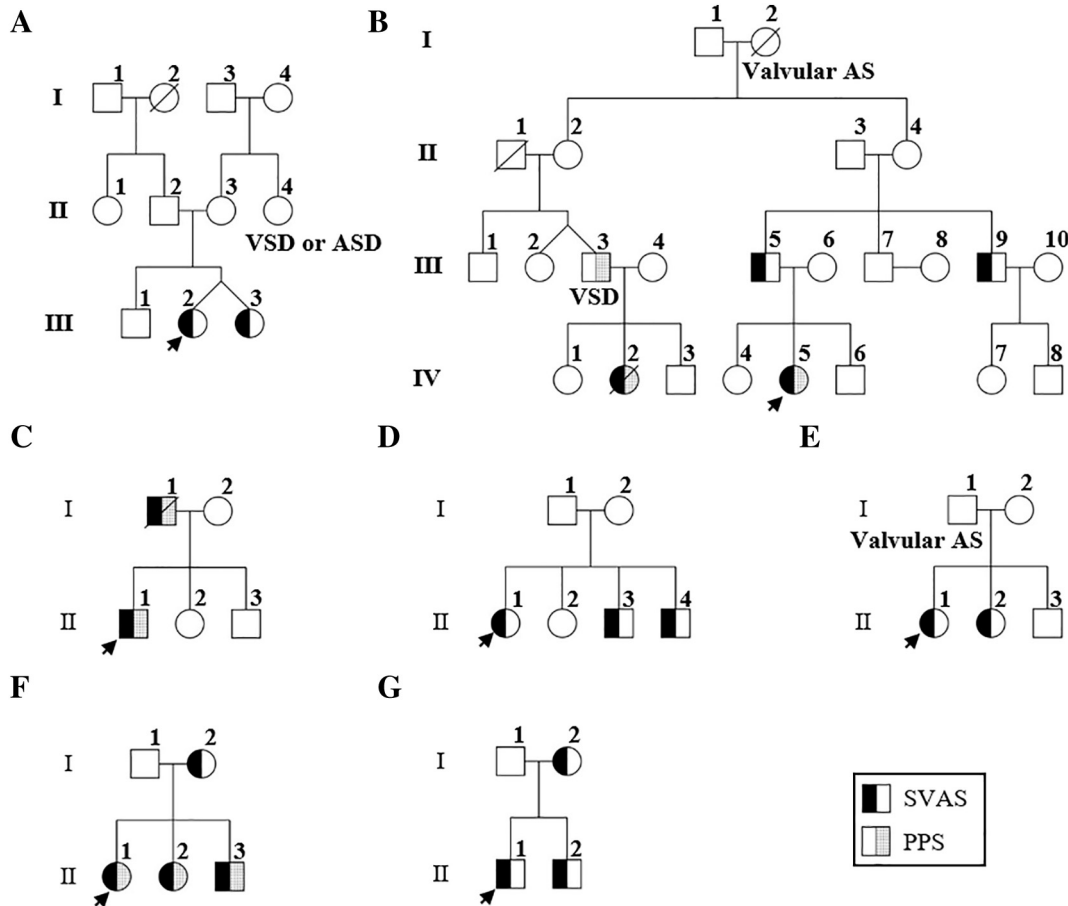 A
I 1 2 3 4
II 1 2 3 4
VSD or ASD
III 1 2 3
B
I 1 2
Valvular AS
II 1 2 3 4
III 1 2 3 4 5 6 7 8 9 10
VSD
IV 1 2 3 4 5 6 7 8
C
I 1 2
II 1 2 3
D
I 1 2
II 1 2 3 4
E
I 1 2
Valvular AS
II 1 2 3
F
I 1 2
II 1 2 3
G
I 1 2
II 1 2
SVAS
PPS